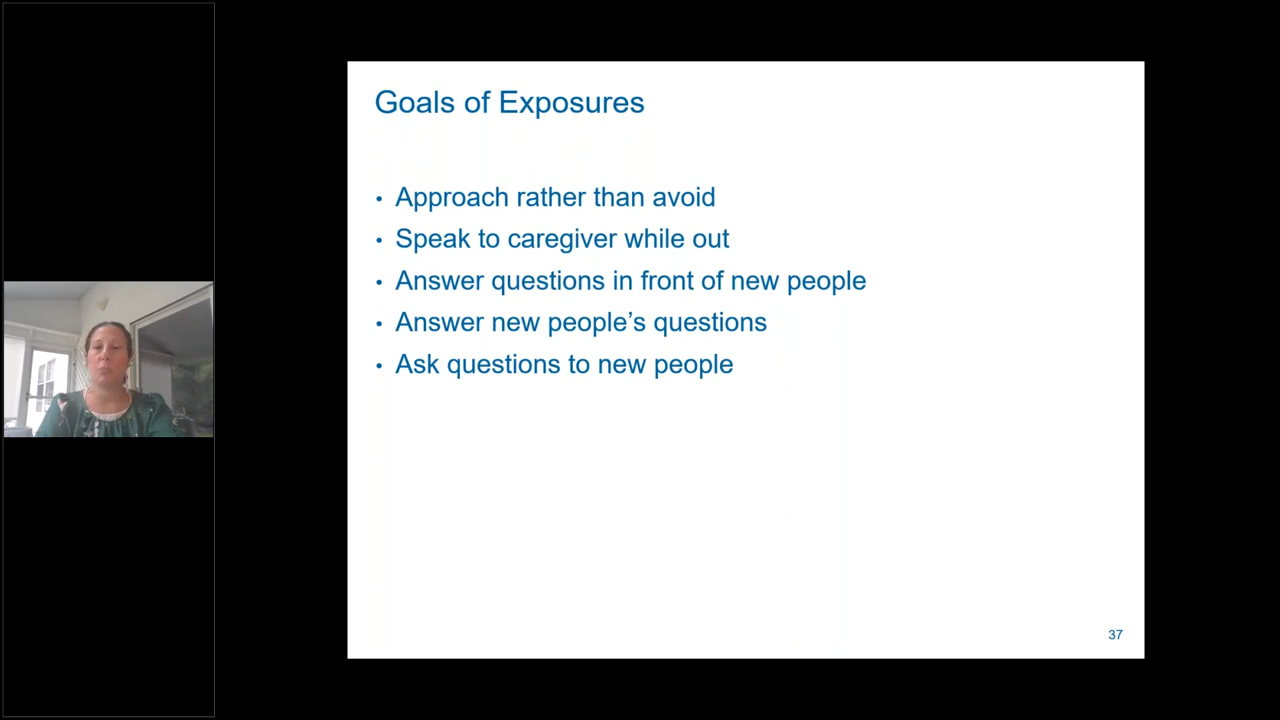 Goals of Exposures
• Approach rather than avoid
• Speak to caregiver while out
• Answer questions in front of new people
• Answer new people’s questions
• Ask questions to new people
37